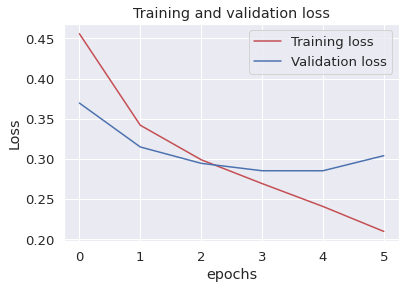 Training and validation loss
Training loss
Validation loss
0.45
0.40
0.35
0.30
0.25
0.20
Loss
0 1 2 3 4 5
epochs